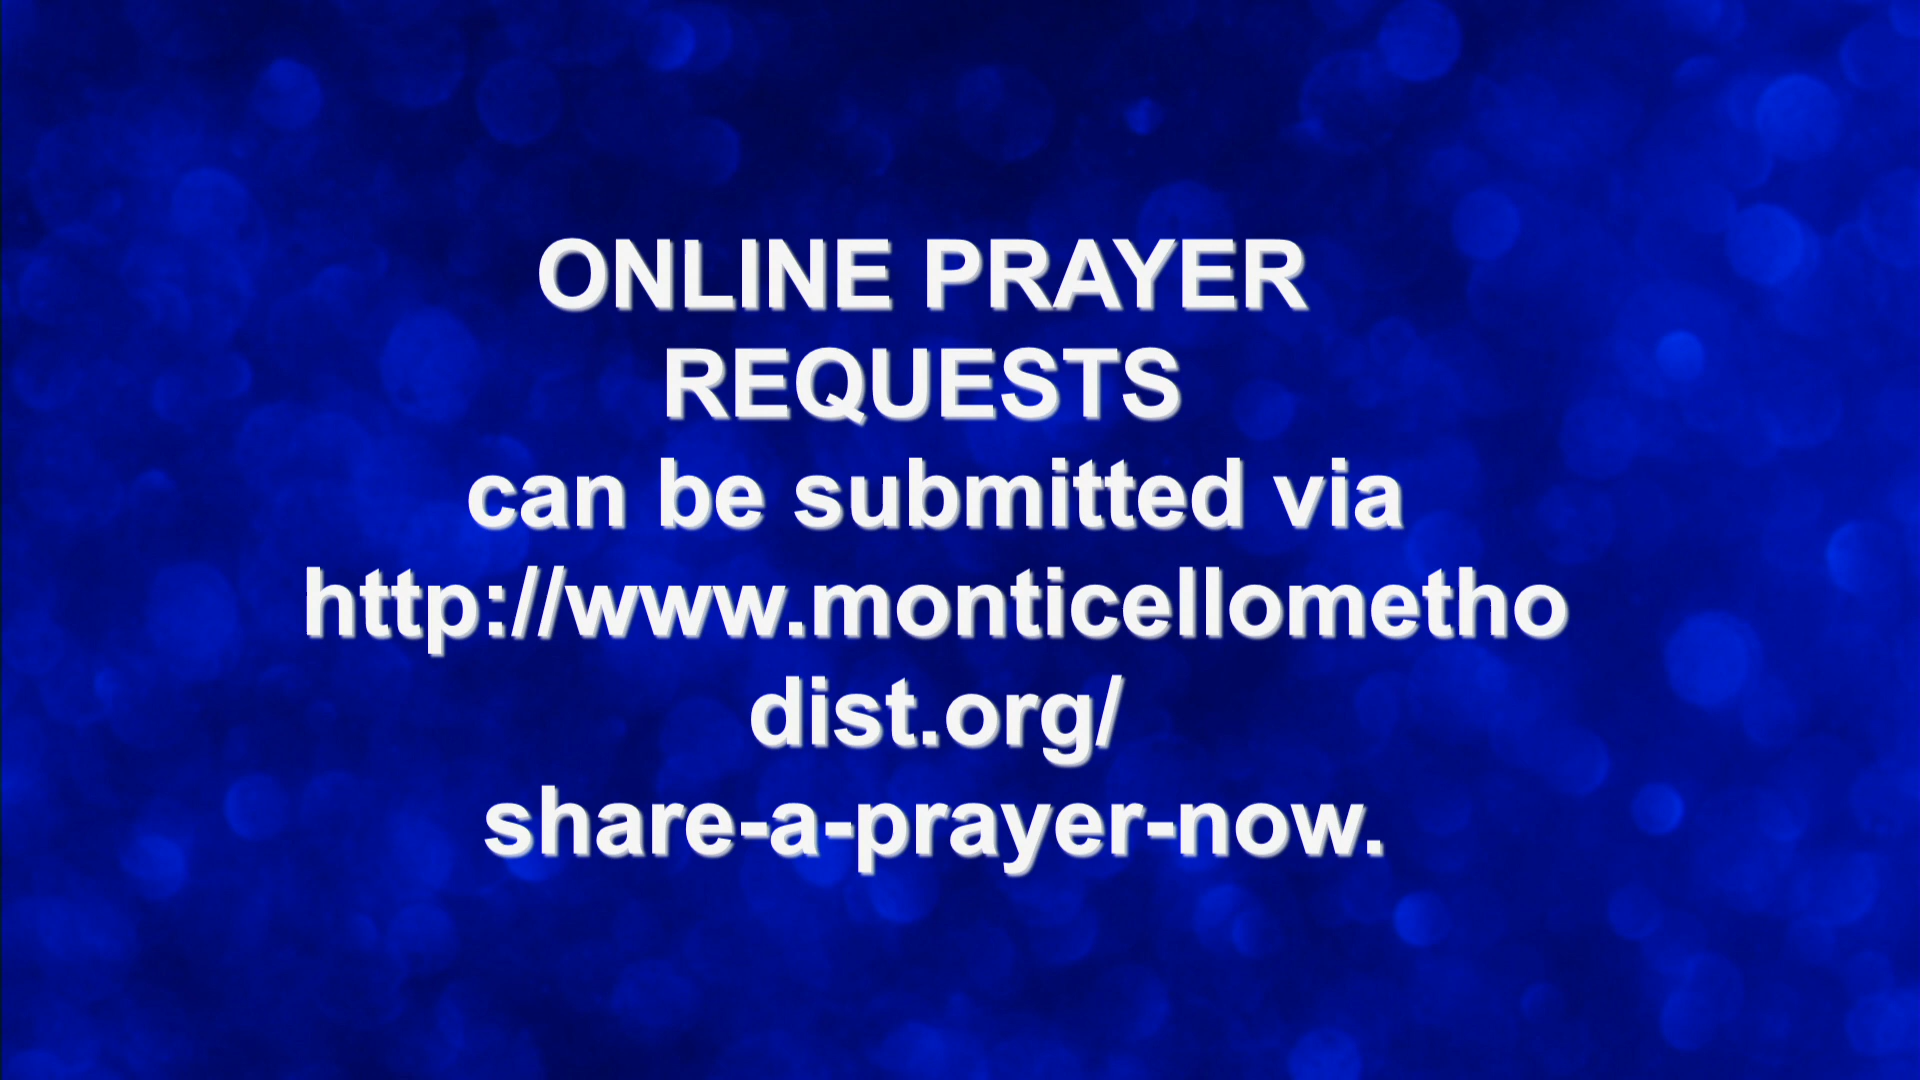 ONLINE PRAYER
REQUESTS
can be submitted via
http://www.monticellometho
dist.org/
share-a-prayer-now.